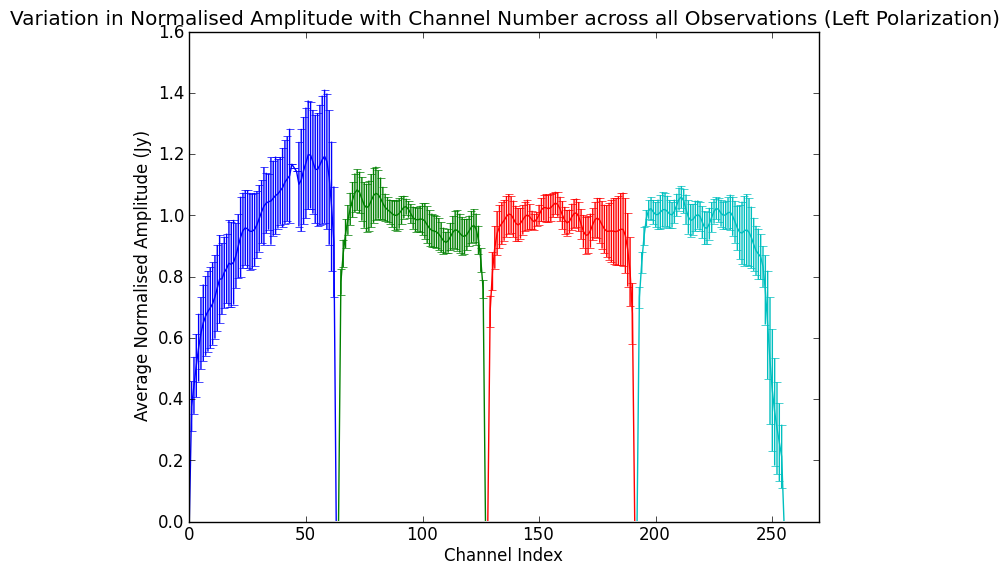 Variation in Normalised Amplitude with Channel Number across all Observations (Left Polarization)
1.6
1.4
1.2
1.0
0.8
0.6
0.4
0.2
0.0
Average Normalised Amplitude (Jy)
0 50 100 150 200 250
Channel Index